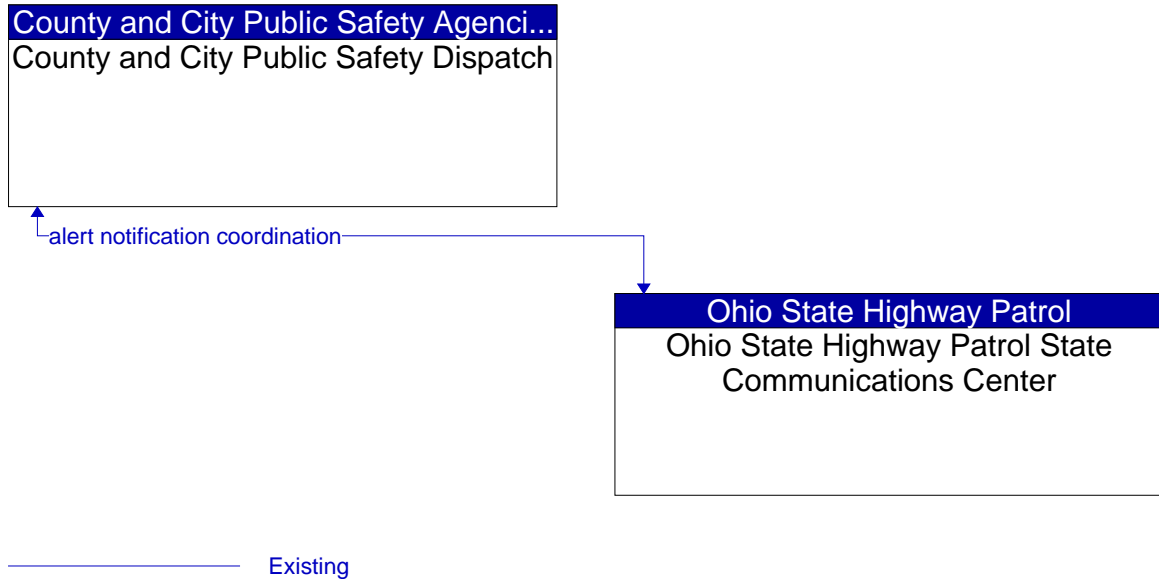 County and City Public Safety Agenci...
County and City Public Safety Dispatch
alert notification coordination
Ohio State Highway Patrol
Ohio State Highway Patrol State
Communications Center
Existing